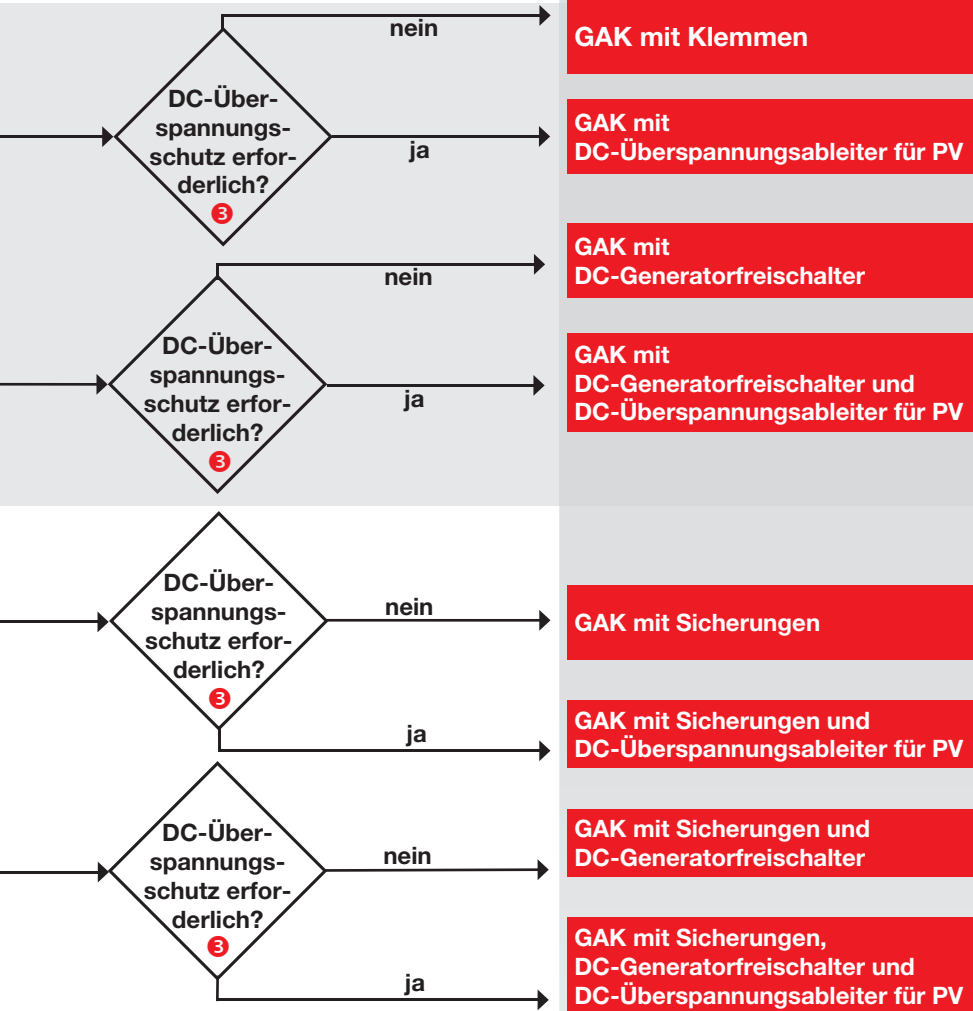 nein
GAK mit Klemmen
DC-Über-
spannungs-
schutz erfor-
derlich?
3
ja
GAK mit
DC-Überspannungsableiter für PV
nein
GAK mit
DC-Generatorfreischalter
DC-Über-
spannungs-
schutz erfor-
derlich?
3
ja
GAK mit
DC-Generatorfreischalter und
DC-Überspannungsableiter für PV
DC-Über-
spannungs-
schutz erfor-
derlich?
3
nein
GAK mit Sicherungen
ja
GAK mit Sicherungen und
DC-Überspannungsableiter für PV
DC-Über-
spannungs-
schutz erfor-
derlich?
3
nein
GAK mit Sicherungen und
DC-Generatorfreischalter
ja
GAK mit Sicherungen,
DC-Generatorfreischalter und
DC-Überspannungsableiter für PV